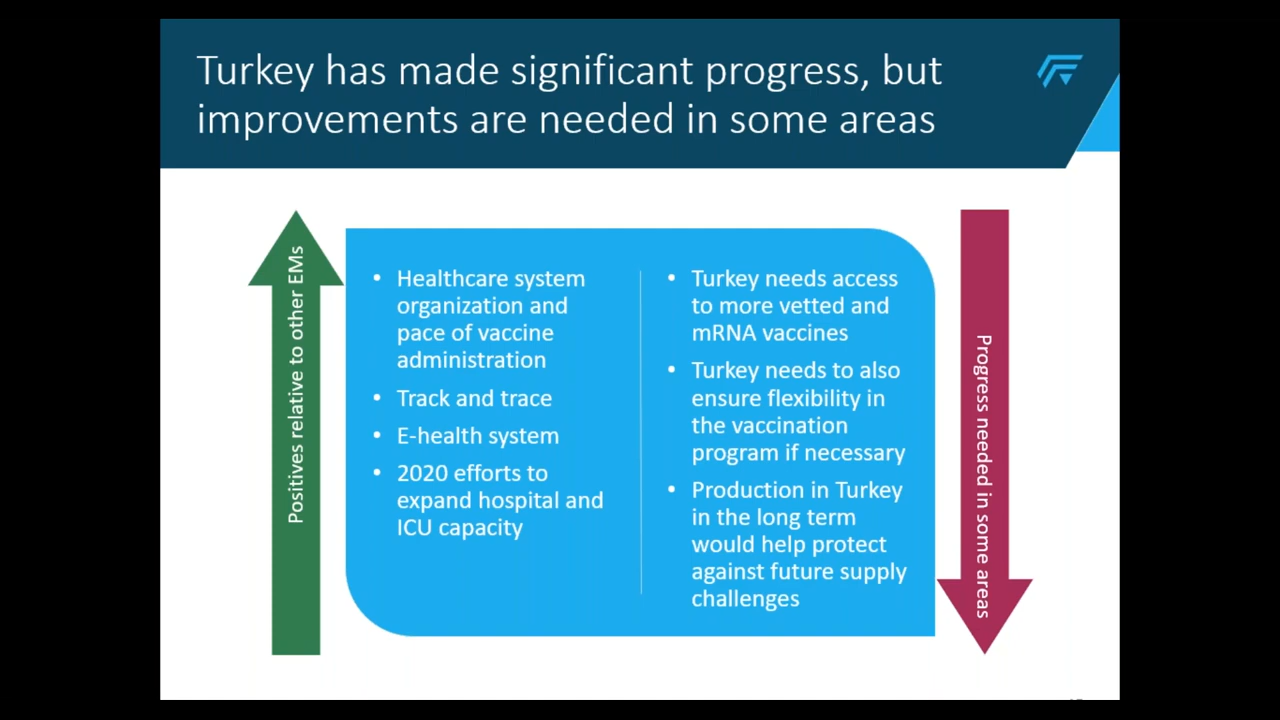 Turkey has made significant progress, but
improvements are needed in some areas
Positives relative to other EMs
• Healthcare system
organization and
pace of vaccine
administration
• Track and trace
• E-health system
• 2020 efforts to
expand hospital and
ICU capacity
• Turkey needs access
to more vetted and
mRNA vaccines
• Turkey needs to also
ensure flexibility in
the vaccination
program if necessary
• Production in Turkey
in the long term
would help protect
against future supply
challenges
Progress needed in some areas